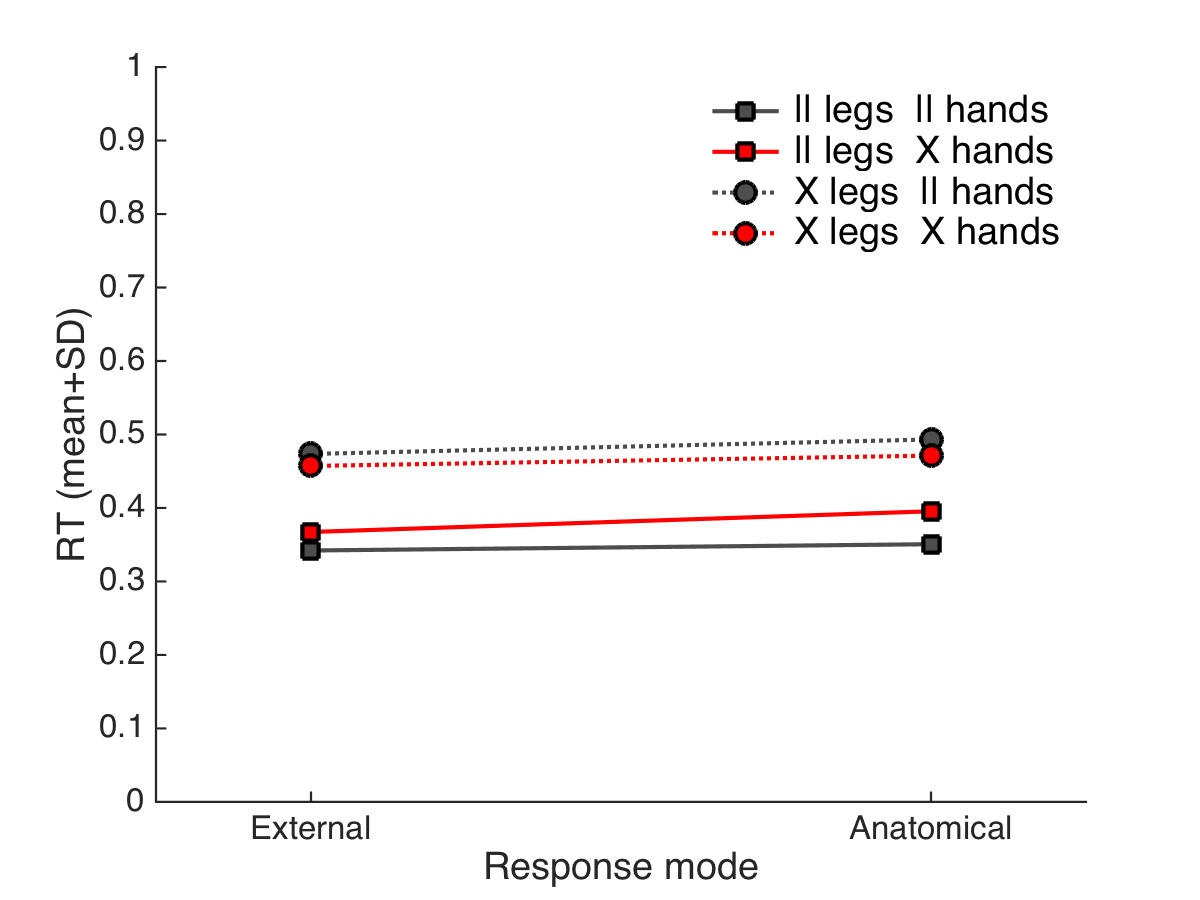 1
0.9
0.8
0.7
0.6
0.5
0.4
0.3
0.2
0.1
0
RT (mean+SD)
ll legs  ll hands
ll legs  X hands
X legs  ll hands
X legs  X hands
External
Anatomical
Response mode